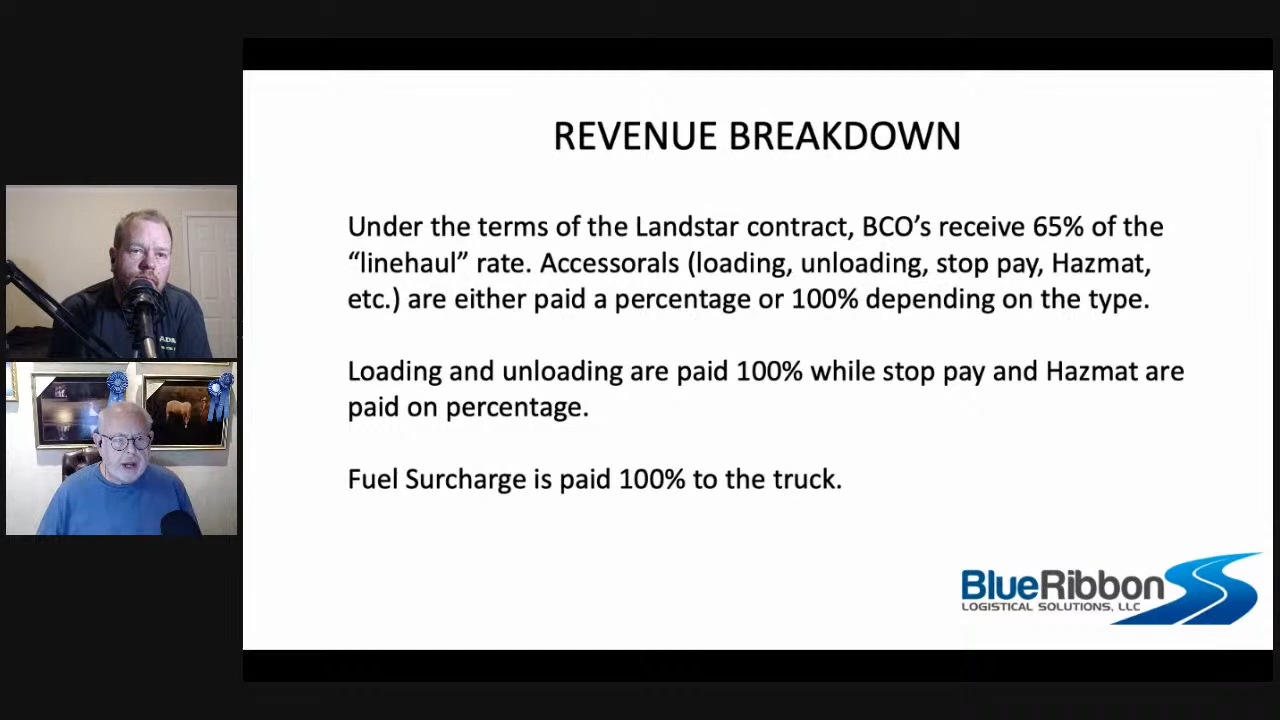 REVENUE BREAKDOWN
Under the terms of the Landstar contract, BCO's receive 65% of the
“linehaul” rate. Accessorals (loading, unloading, stop pay, Hazmat,
etc.) are either paid a percentage or 100% depending on the type.
Loading and unloading are paid 100% while stop pay and Hazmat are
paid on percentage.
Fuel Surcharge is paid 100% to the truck.
BlueRibbon
LOGISTICAL SOLUTIONS, LLC